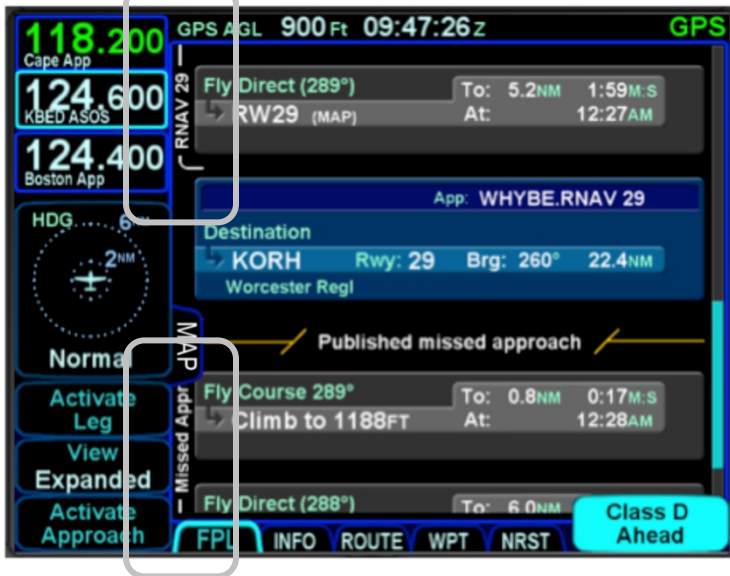 118.200 GPS AGL 900 Ft 09:47:26 Z GPS
Cape App
124.600
KBED ASOS
124.400
Boston App
RNAV 29
Fly Direct (289°) To: 5.2NM 1:59M:S
RW29 (MAP) At: 12:27AM
App: WHYBE.RNAV 29
Destination
KORH Rwy: 29 Brg: 260° 22.4NM
Worcester Regl
HDG 6
2NM
Normal
MAP
Published missed approach
Missed Appr
Fly Course 289° To: 0.8NM 0:17M:S
Climb to 1188FT At: 12:28AM
Fly Direct (288°) To: 6.0NM
Activate
Leg
View
Expanded
Activate
Approach
FPL INFO ROUTE WPT NRST
Class D
Ahead